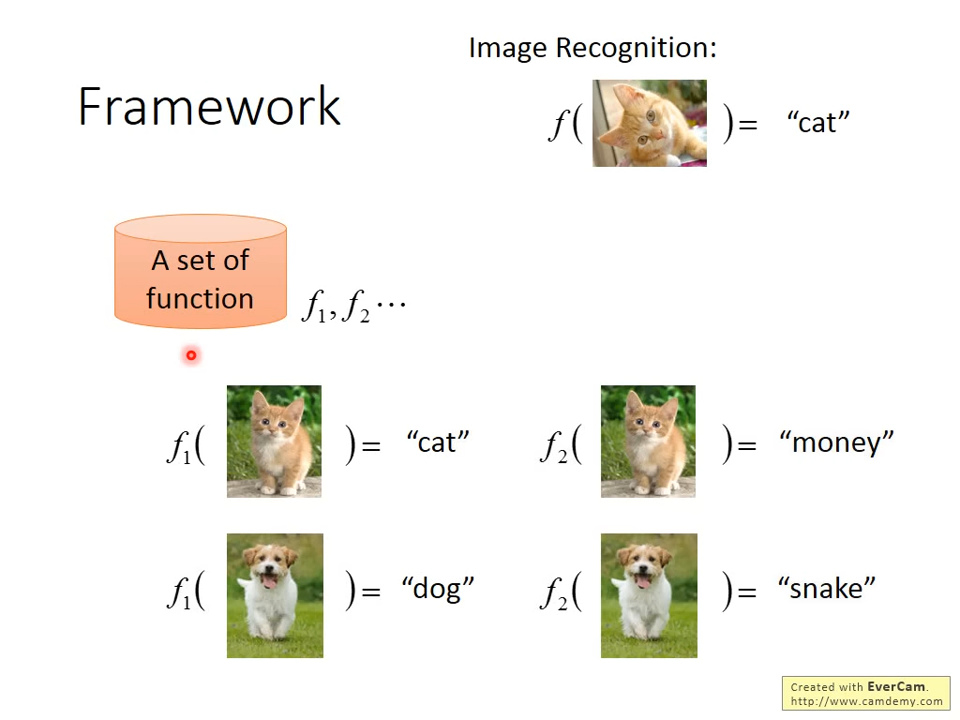 Image Recognition:
Framework
f( )= “cat”
A set of
function
f₁, f₂ ⋯
f₁( )= “cat” f₂( )= “money”
f₁( )= “dog” f₂( )= “snake”
Created with EverCam.
http://www.camdemy.com